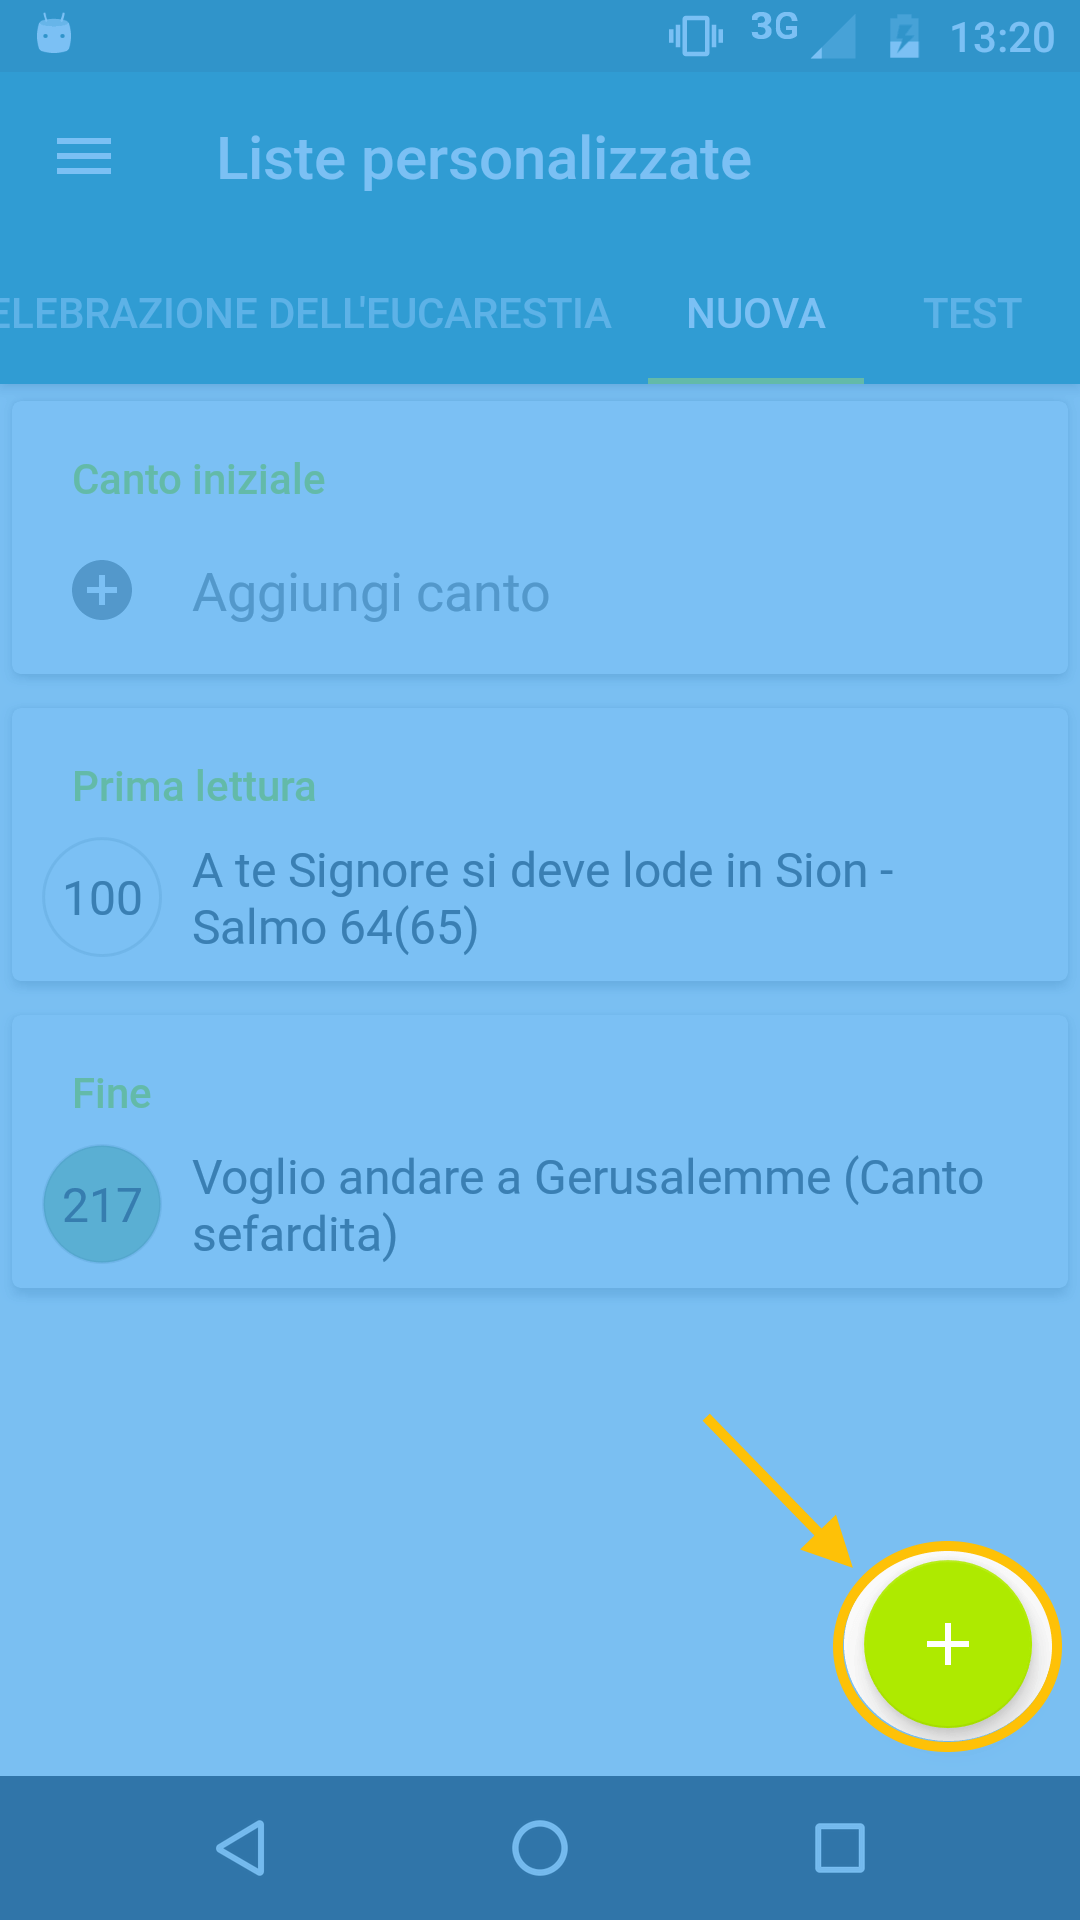 3G 13:20
Liste personalizzate
ELEBRAZIONE DELL'EUCARESTIA NUOVA TEST
Canto iniziale
Aggiungi canto
Prima lettura
100 A te Signore si deve lode in Sion -
Salmo 64(65)
Fine
217 Voglio andare a Gerusalemme (Canto
sefardita)